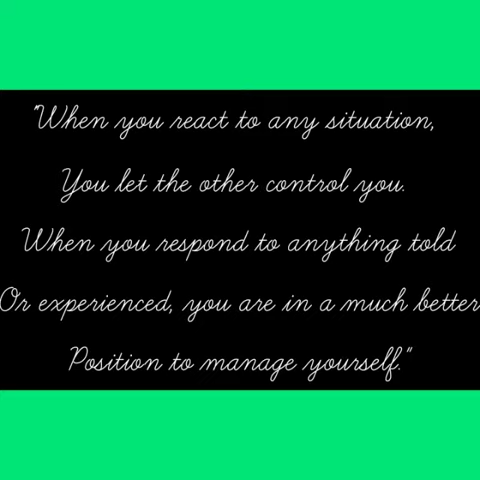 "When you react to any situation,
You let the other control you.
When you respond to anything told
Or experienced, you are in a much better
Position to manage yourself."